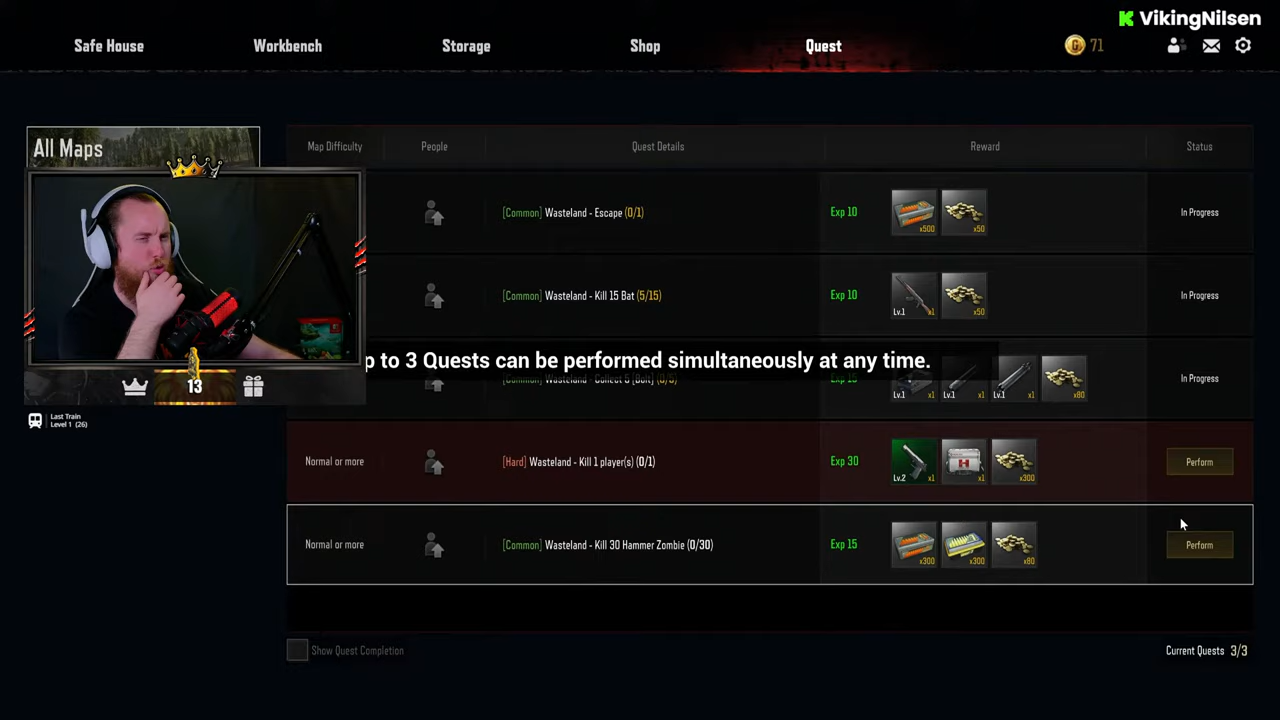 VikingNilsen
Safe House
Workbench
Storage
Shop
Quest
71
All Maps
Map Difficulty
People
Quest Details
Reward
Status
[Common] Wasteland - Escape (0/1)
Exp 10
x500
x50
In Progress
[Common] Wasteland - Kill 15 Bat (5/15)
Exp 10
Lv.1
x1
x50
In Progress
p to 3 Quests can be performed simultaneously at any time.
Lv.1
x1
Lv.1
x1
Lv.1
x1
x80
In Progress
13
Last Train
Level 1 (26)
Normal or more
[Hard] Wasteland - Kill 1 player(s) (0/1)
Exp 30
Lv.2
x1
x1
x300
Perform
Normal or more
[Common] Wasteland - Kill 30 Hammer Zombie (0/30)
Exp 15
x300
x300
x80
Perform
Show Quest Completion
Current Quests 3/3